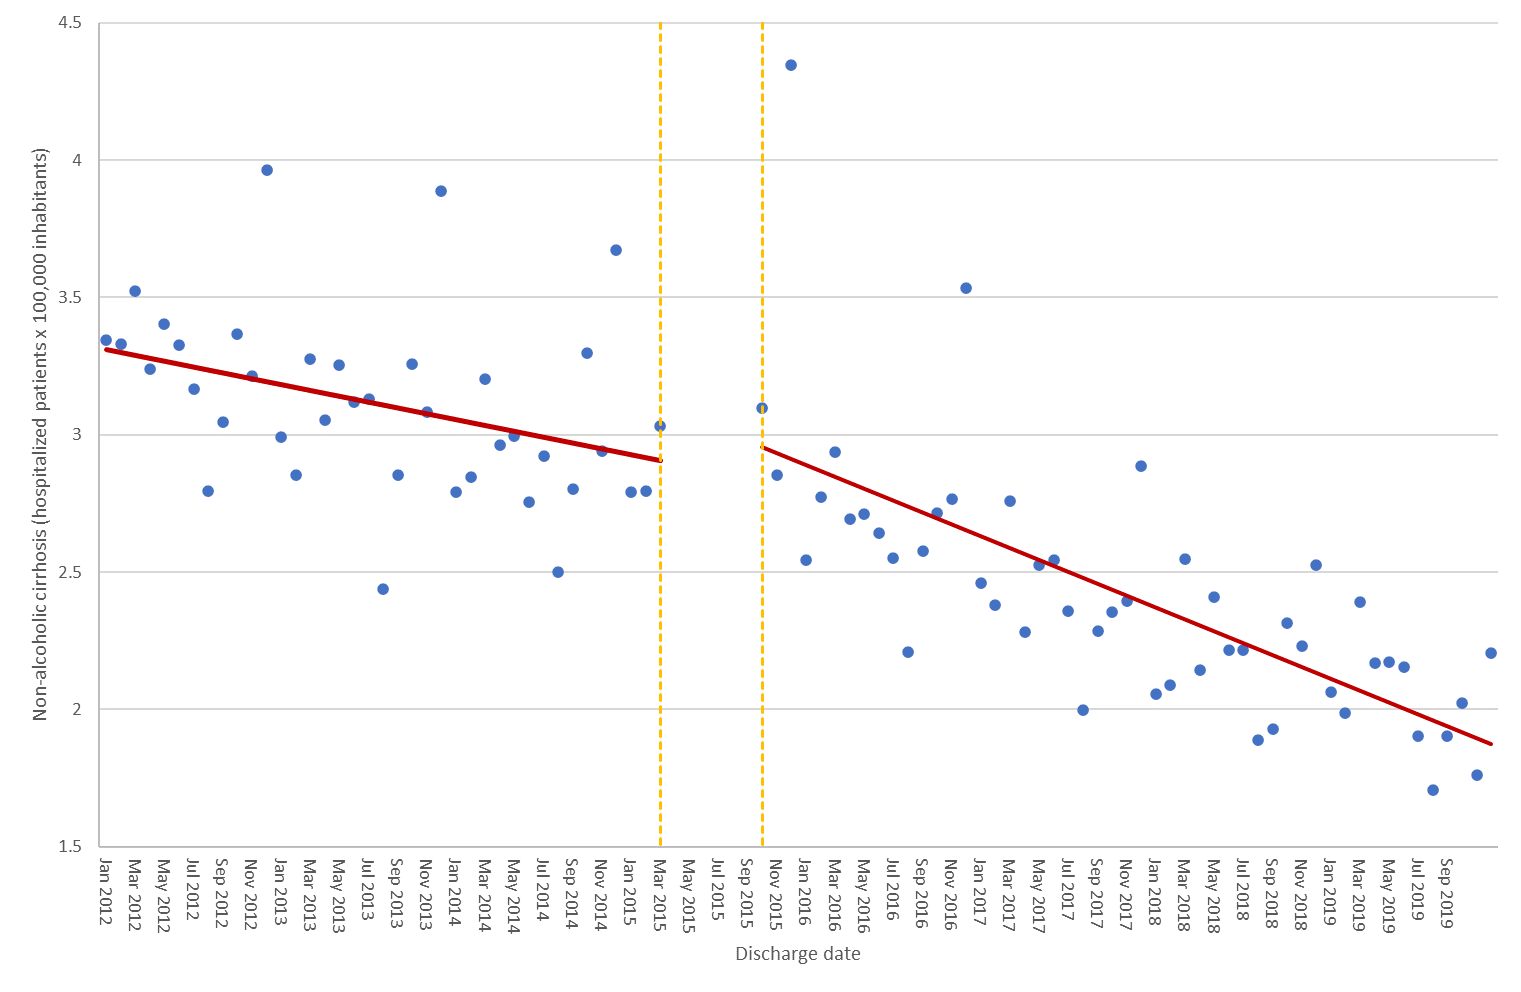 Non-alcoholic cirrhosis (hospitalized patients x 100,000 inhabitants)
4.5
4
3.5
3
2.5
2
1.5
Jan 2012
Mar 2012
May 2012
Jul 2012
Sep 2012
Nov 2012
Jan 2013
Mar 2013
May 2013
Jul 2013
Sep 2013
Nov 2013
Jan 2014
Mar 2014
May 2014
Jul 2014
Sep 2014
Nov 2014
Jan 2015
Mar 2015
May 2015
Jul 2015
Sep 2015
Nov 2015
Jan 2016
Mar 2016
May 2016
Jul 2016
Sep 2016
Nov 2016
Jan 2017
Mar 2017
May 2017
Jul 2017
Sep 2017
Nov 2017
Jan 2018
Mar 2018
May 2018
Jul 2018
Sep 2018
Nov 2018
Jan 2019
Mar 2019
May 2019
Jul 2019
Sep 2019
Discharge date